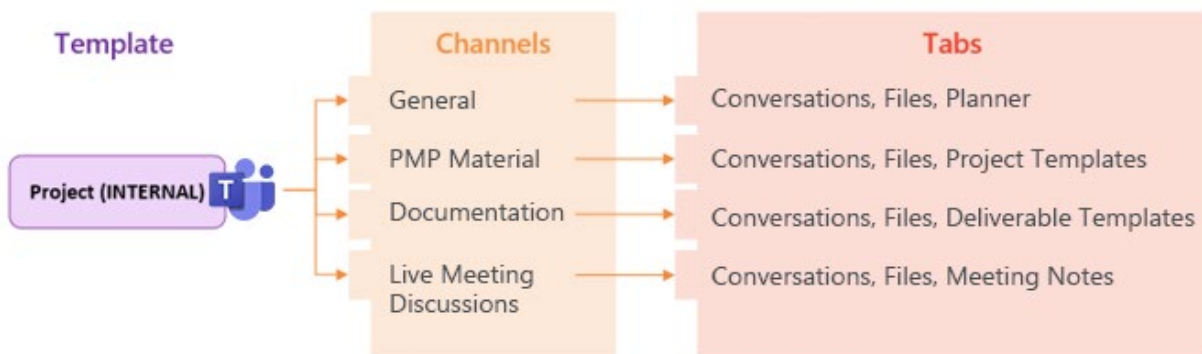 Template
Channels
Tabs
General
Conversations, Files, Planner
PMP Material
Conversations, Files, Project Templates
Project (INTERNAL)
T
Documentation
Conversations, Files, Deliverable Templates
Live Meeting
Discussions
Conversations, Files, Meeting Notes